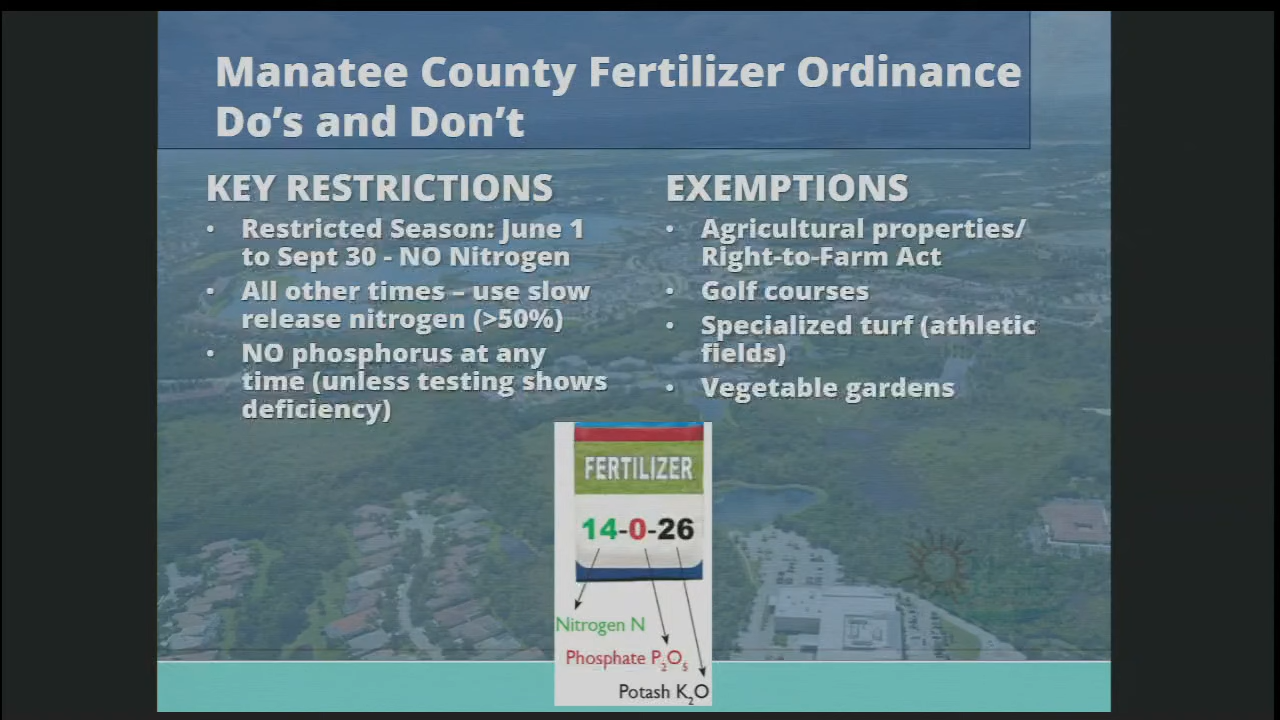 Manatee County Fertilizer Ordinance
Do's and Don't
KEY RESTRICTIONS
• Restricted Season: June 1
to Sept 30 - NO Nitrogen
• All other times – use slow
release nitrogen (>50%)
• NO phosphorus at any
time (unless testing shows
deficiency)
EXEMPTIONS
• Agricultural properties/
Right-to-Farm Act
• Golf courses
• Specialized turf (athletic
fields)
• Vegetable gardens
FERTILIZER
14-0-26
Nitrogen N
Phosphate P₂O₅
Potash K₂O